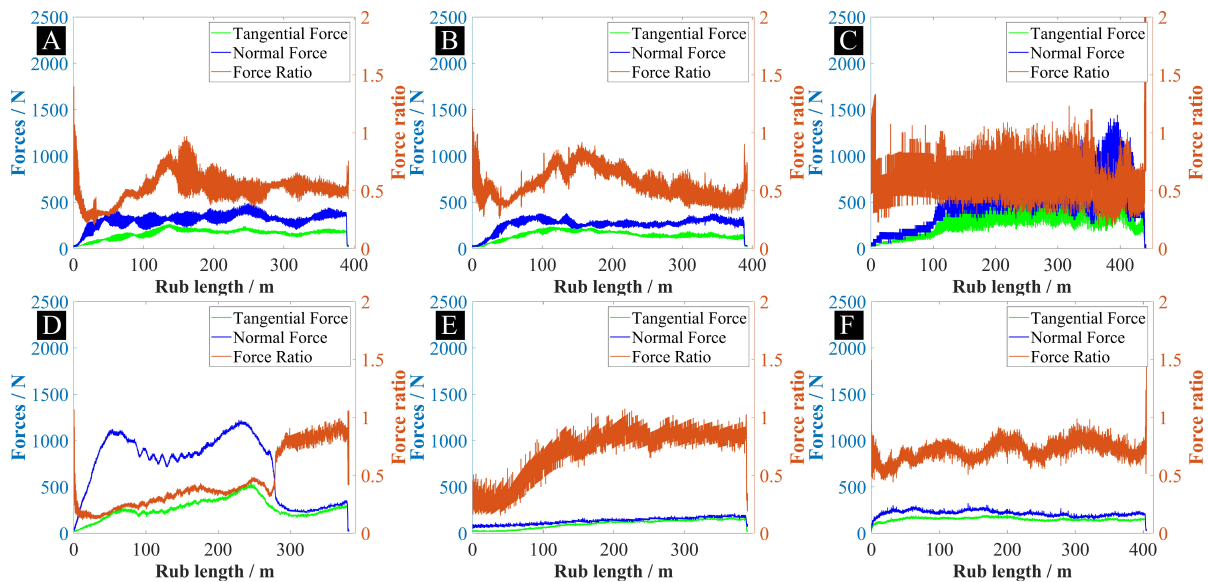 A
2500
2000
1500
1000
500
0
Forces / N
Tangential Force
Normal Force
Force Ratio
2
1.5
1
0.5
0
Force ratio
0 100 200 300 400
Rub length / m
B
2500
2000
1500
1000
500
0
Forces / N
Tangential Force
Normal Force
Force Ratio
2
1.5
1
0.5
0
Force ratio
0 100 200 300 400
Rub length / m
C
2500
2000
1500
1000
500
0
Forces / N
Tangential Force
Normal Force
Force Ratio
2
1.5
1
0.5
0
Force ratio
0 100 200 300 400
Rub length / m
D
2500
2000
1500
1000
500
0
Forces / N
Tangential Force
Normal Force
Force Ratio
2
1.5
1
0.5
0
Force ratio
0 100 200 300
Rub length / m
E
2500
2000
1500
1000
500
0
Forces / N
Tangential Force
Normal Force
Force Ratio
2
1.5
1
0.5
0
Force ratio
0 100 200 300
Rub length / m
F
2500
2000
1500
1000
500
0
Forces / N
Tangential Force
Normal Force
Force Ratio
2
1.5
1
0.5
0
Force ratio
0 100 200 300 400
Rub length / m